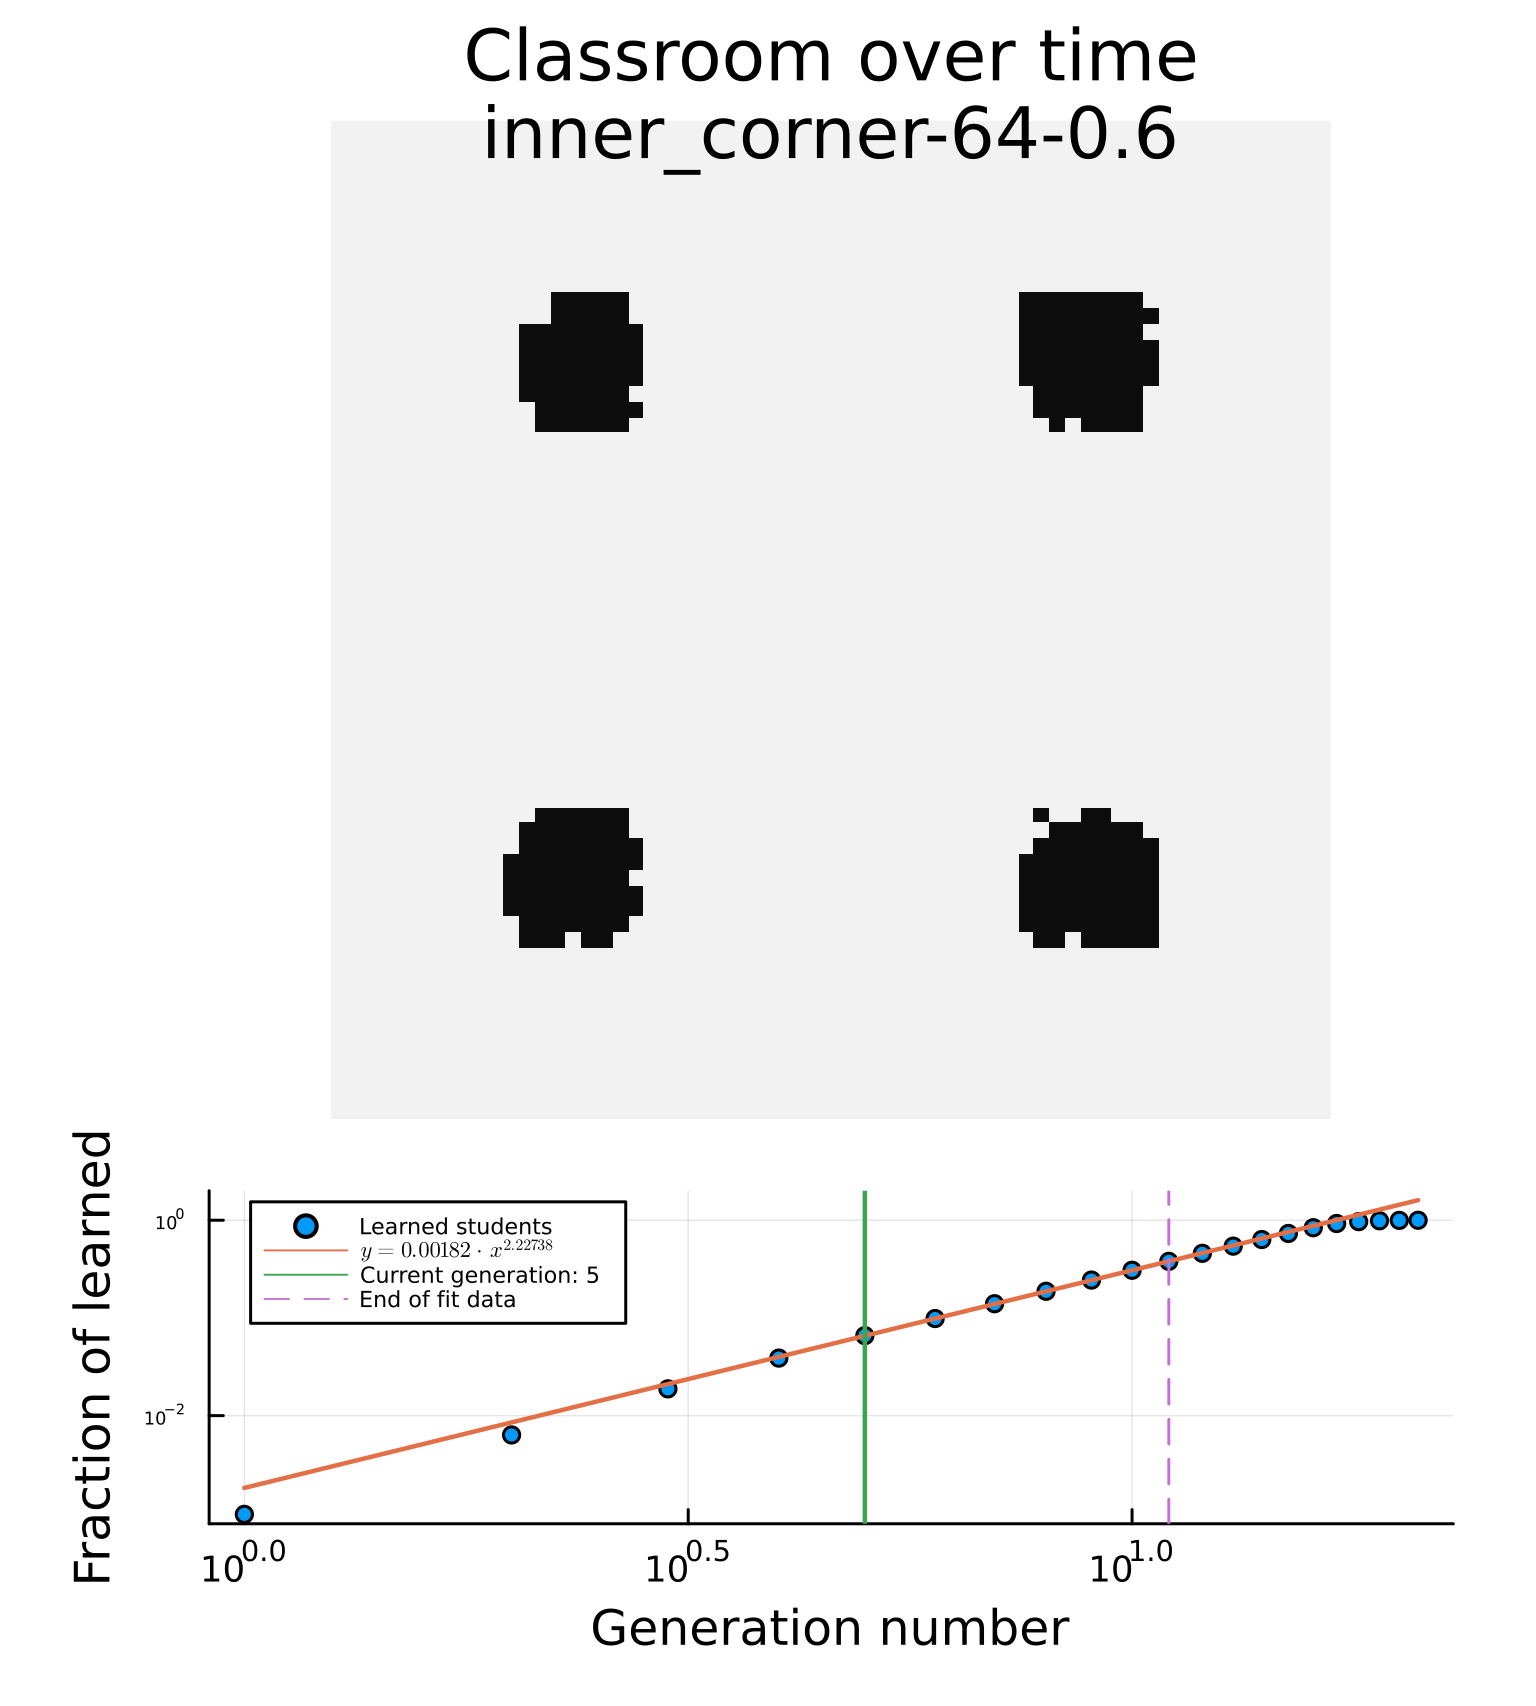 Classroom over time
inner_corner-64-0.6
Fraction of learned
10^0
10^−2
Learned students
y = 0.00182 · x^2.22738
Current generation: 5
End of fit data
10^0.0
10^0.5
10^1.0
Generation number